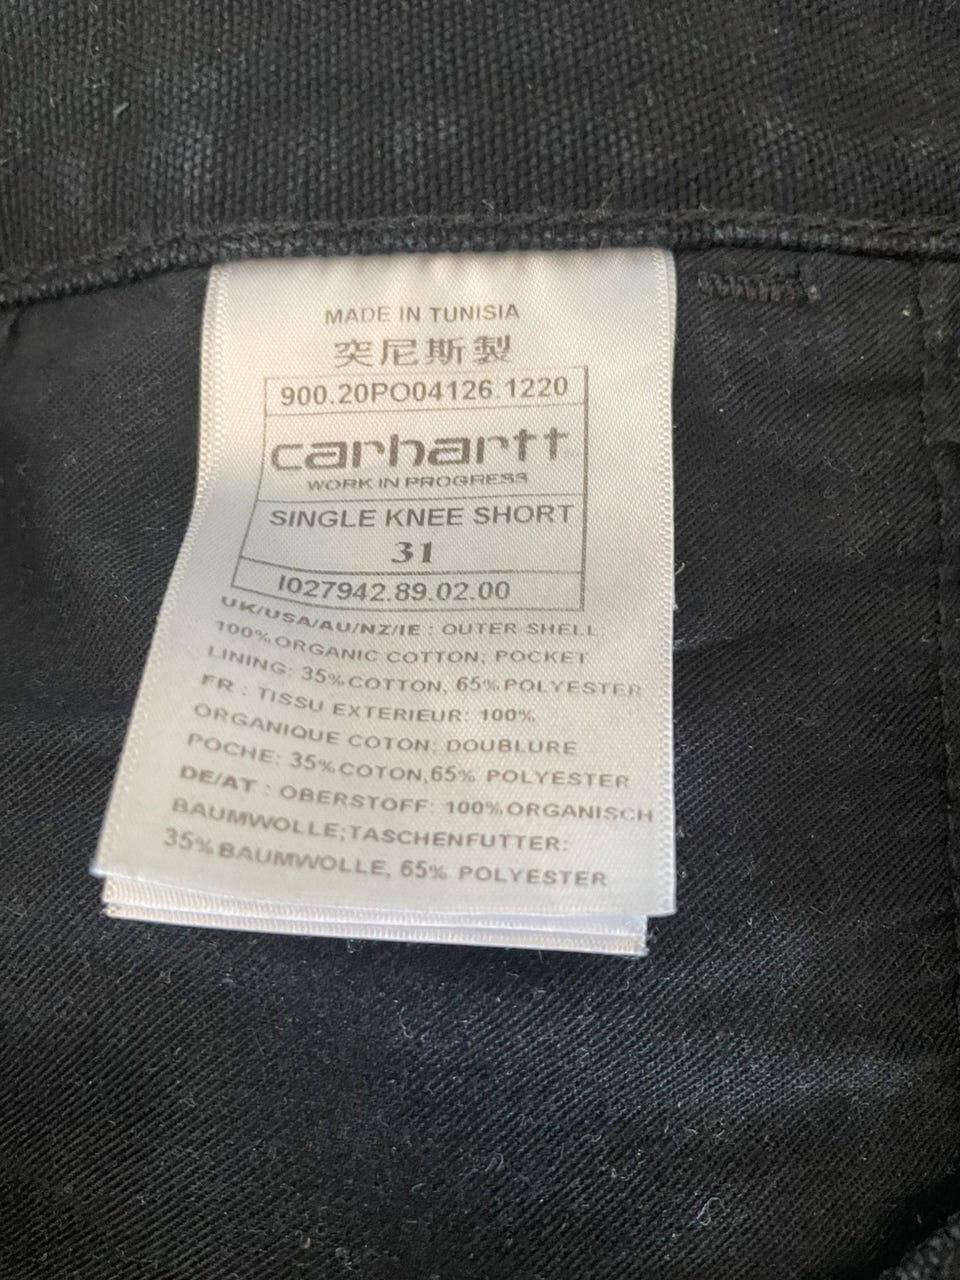 MADE IN TUNISIA
突尼斯製
900.20PO04126.1220
carhartt
WORK IN PROGRESS
SINGLE KNEE SHORT
31
I027942.89.02.00
UK/USA/AU/NZ/IE : OUTER SHELL:
100%ORGANIC COTTON; POCKET
LINING: 35%COTTON, 65%POLYESTER
FR : TISSU EXTERIEUR: 100%
ORGANIQUE COTON; DOUBLURE
POCHE: 35%COTON,65% POLYESTER
DE/AT : OBERSTOFF: 100%ORGANISCH
BAUMWOLLE;TASCHENFUTTER:
35%BAUMWOLLE, 65% POLYESTER